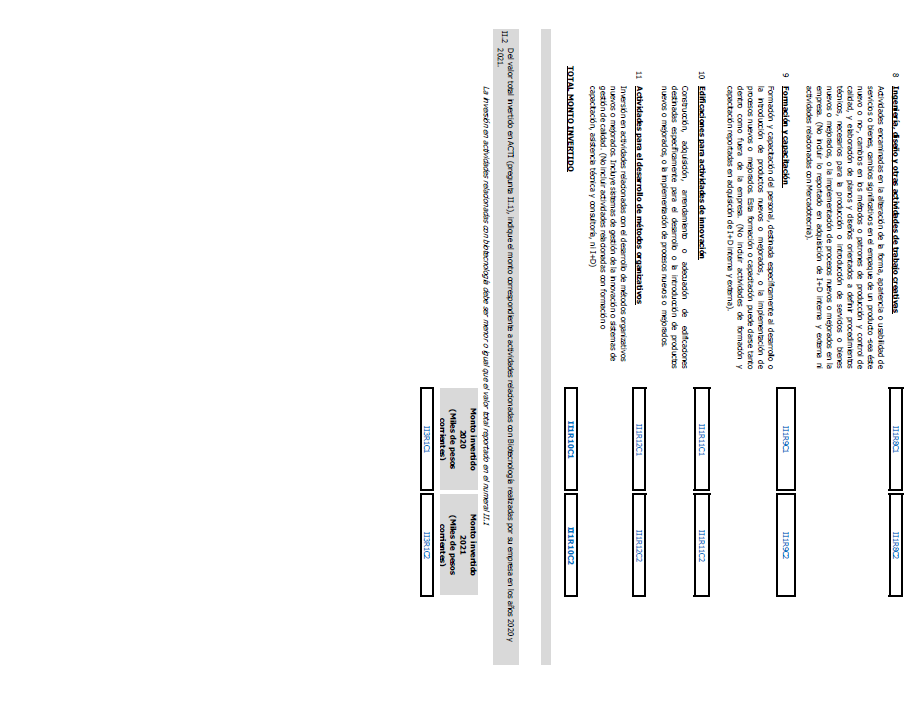 8 Ingeniería, diseño y otras actividades de trabajo creativas
Actividades encaminadas en la alteración de la forma, apariencia o usabilidad de
servicios o bienes, cambios significativos en el empaque de un producto -sea éste
nuevo o no-, cambios en los métodos o patrones de producción y control de
calidad, y elaboración de planos y diseños orientados a definir procedimientos
técnicos, necesarios para la producción o introducción de servicios o bienes
nuevos o mejorados, o la implementación de procesos nuevos o mejorados en la
empresa. (No incluir lo reportado en adquisición de I+D interna y externa ni
actividades relacionadas con Mercadotecnia).
II1R8C1
II1R8C2
9 Formación y capacitación
Formación y capacitación del personal, destinada específicamente al desarrollo o
la introducción de productos nuevos o mejorados, o la implementación de
procesos nuevos o mejorados. Esta formación o capacitación puede darse tanto
dentro como fuera de la empresa. (No incluir actividades de formación y
capacitación reportadas en adquisición de I+D interna y externa).
II1R9C1
II1R9C2
10 Edificaciones para actividades de innovación
Construcción, adquisición, arrendamiento o adecuación de edificaciones
destinadas específicamente para el desarrollo o la introducción de productos
nuevos o mejorados, o la implementación de procesos nuevos o mejorados.
II1R11C1
II1R11C2
11 Actividades para el desarrollo de métodos organizativos
Inversión en actividades relacionadas con el desarrollo de métodos organizativos
nuevos o mejorados. Incluye sistemas de gestión de la innovación o sistemas de
gestión de calidad. (No incluir actividades relacionadas con formación o
capacitación, asistencia técnica y consultoría, ni I+D)
II1R12C1
II1R12C2
TOTAL MONTO INVERTIDO
II1R10C1
II1R10C2
II.2 Del valor total invertido en ACTI (pregunta II.1), indique el monto correspondiente a actividades relacionadas con Biotecnología realizadas por su empresa en los años 2020 y
2021.
La inversión en actividades relacionadas con biotecnología debe ser menor o igual que el valor total reportado en el numeral II.1
Monto invertido
2020
(Miles de pesos
corrientes)
Monto invertido
2021
(Miles de pesos
corrientes)
II3R1C1
II3R1C2